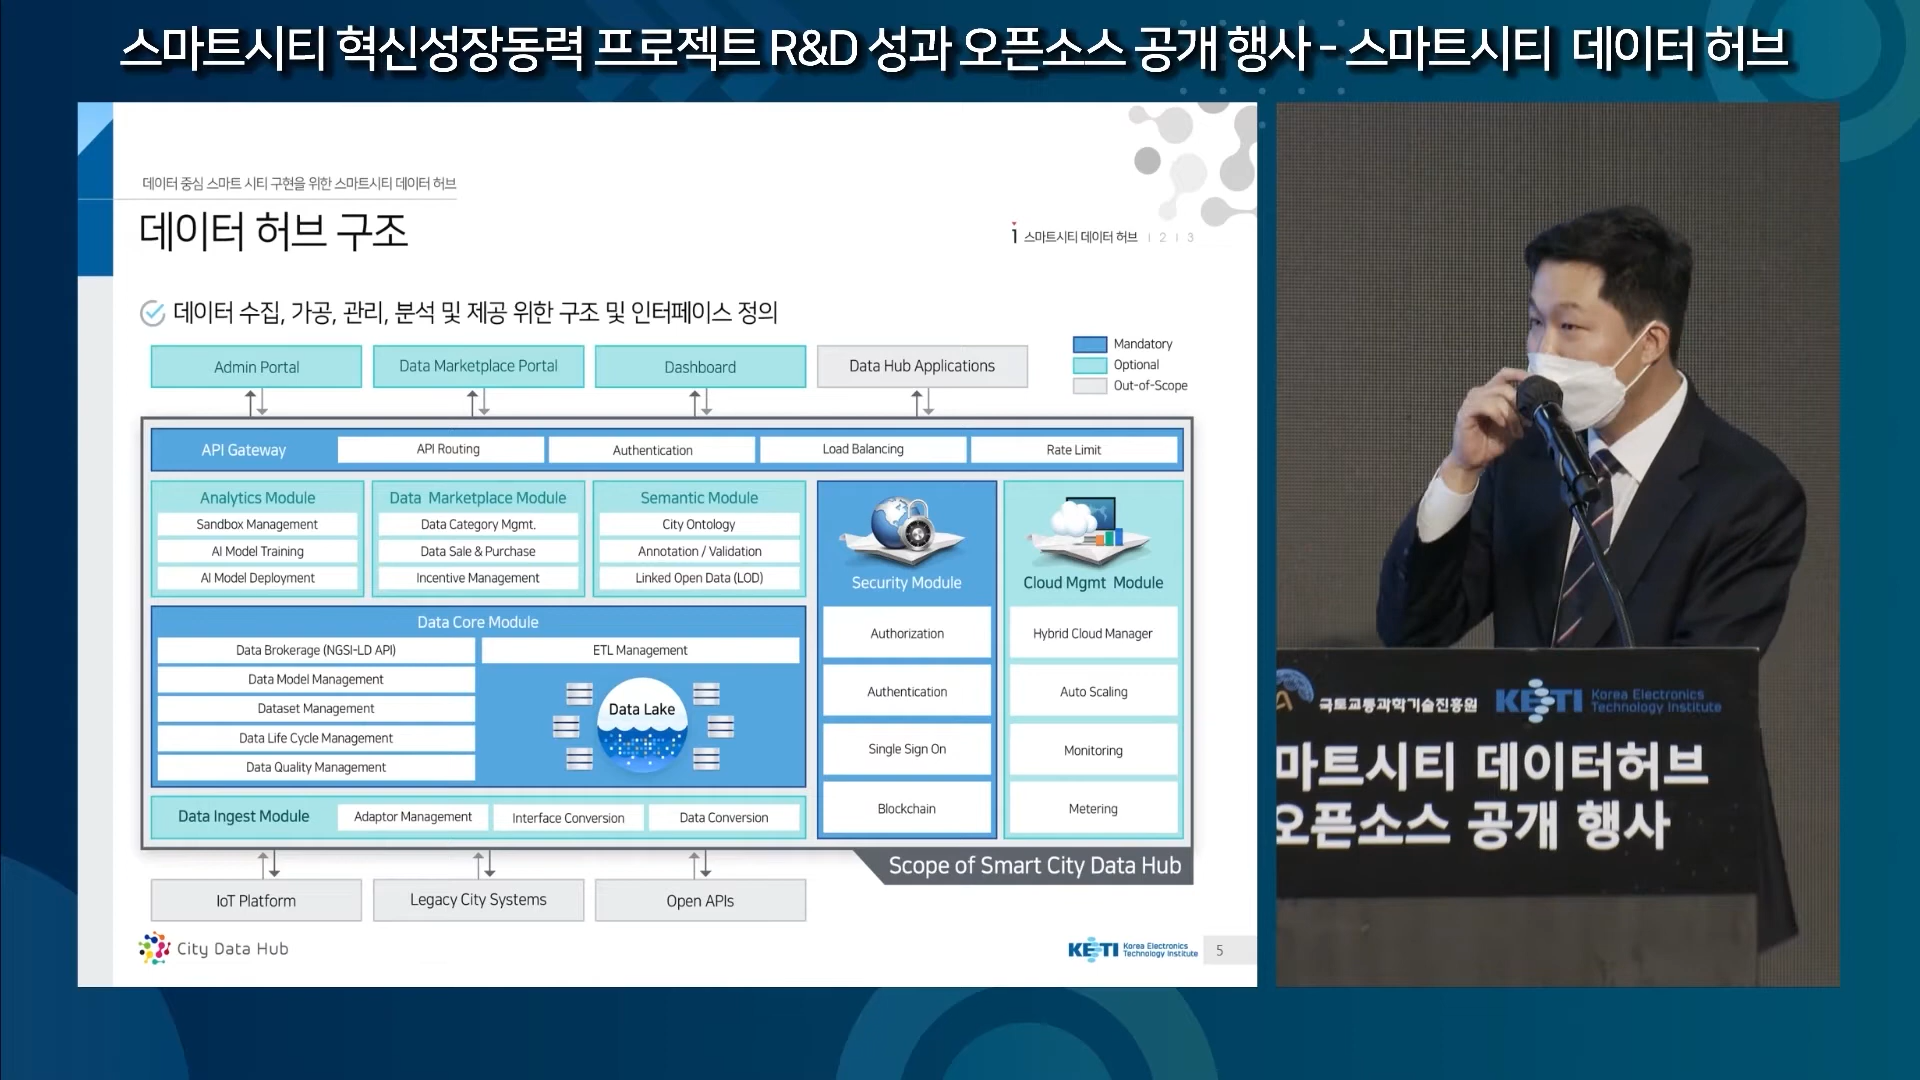 스마트시티 혁신성장동력 프로젝트 R&D 성과 오픈소스 공개 행사 - 스마트시티 데이터 허브
데이터 중심 스마트 시티 구현을 위한 스마트시티 데이터 허브
데이터 허브 구조
1 스마트시티 데이터 허브 | 2 | 3
데이터 수집, 가공, 관리, 분석 및 제공 위한 구조 및 인터페이스 정의
Mandatory
Optional
Out-of-Scope
Admin Portal
Data Marketplace Portal
Dashboard
Data Hub Applications
API Gateway
API Routing
Authentication
Load Balancing
Rate Limit
Analytics Module
Sandbox Management
AI Model Training
AI Model Deployment
Data Marketplace Module
Data Category Mgmt.
Data Sale & Purchase
Incentive Management
Semantic Module
City Ontology
Annotation / Validation
Linked Open Data (LOD)
Security Module
Authorization
Authentication
Single Sign On
Blockchain
Cloud Mgmt Module
Hybrid Cloud Manager
Auto Scaling
Monitoring
Metering
Data Core Module
Data Brokerage (NGSI-LD API)
Data Model Management
Dataset Management
Data Life Cycle Management
Data Quality Management
ETL Management
Data Lake
Data Ingest Module
Adaptor Management
Interface Conversion
Data Conversion
Scope of Smart City Data Hub
IoT Platform
Legacy City Systems
Open APIs
City Data Hub
KETI Korea Electronics
Technology Institute
5
국토교통과학기술진흥원
KETI Korea Electronics
Technology Institute
마트시티 데이터허브
오픈소스 공개 행사